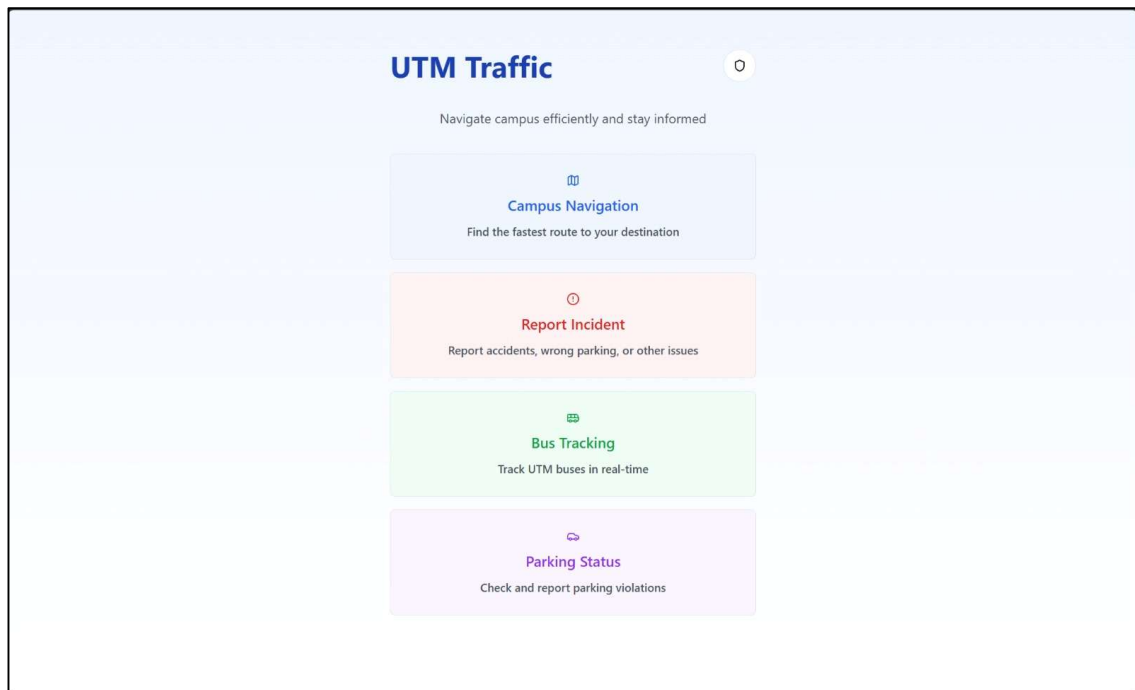 UTM Traffic
Navigate campus efficiently and stay informed
Campus Navigation
Find the fastest route to your destination
Report Incident
Report accidents, wrong parking, or other issues
Bus Tracking
Track UTM buses in real-time
Parking Status
Check and report parking violations